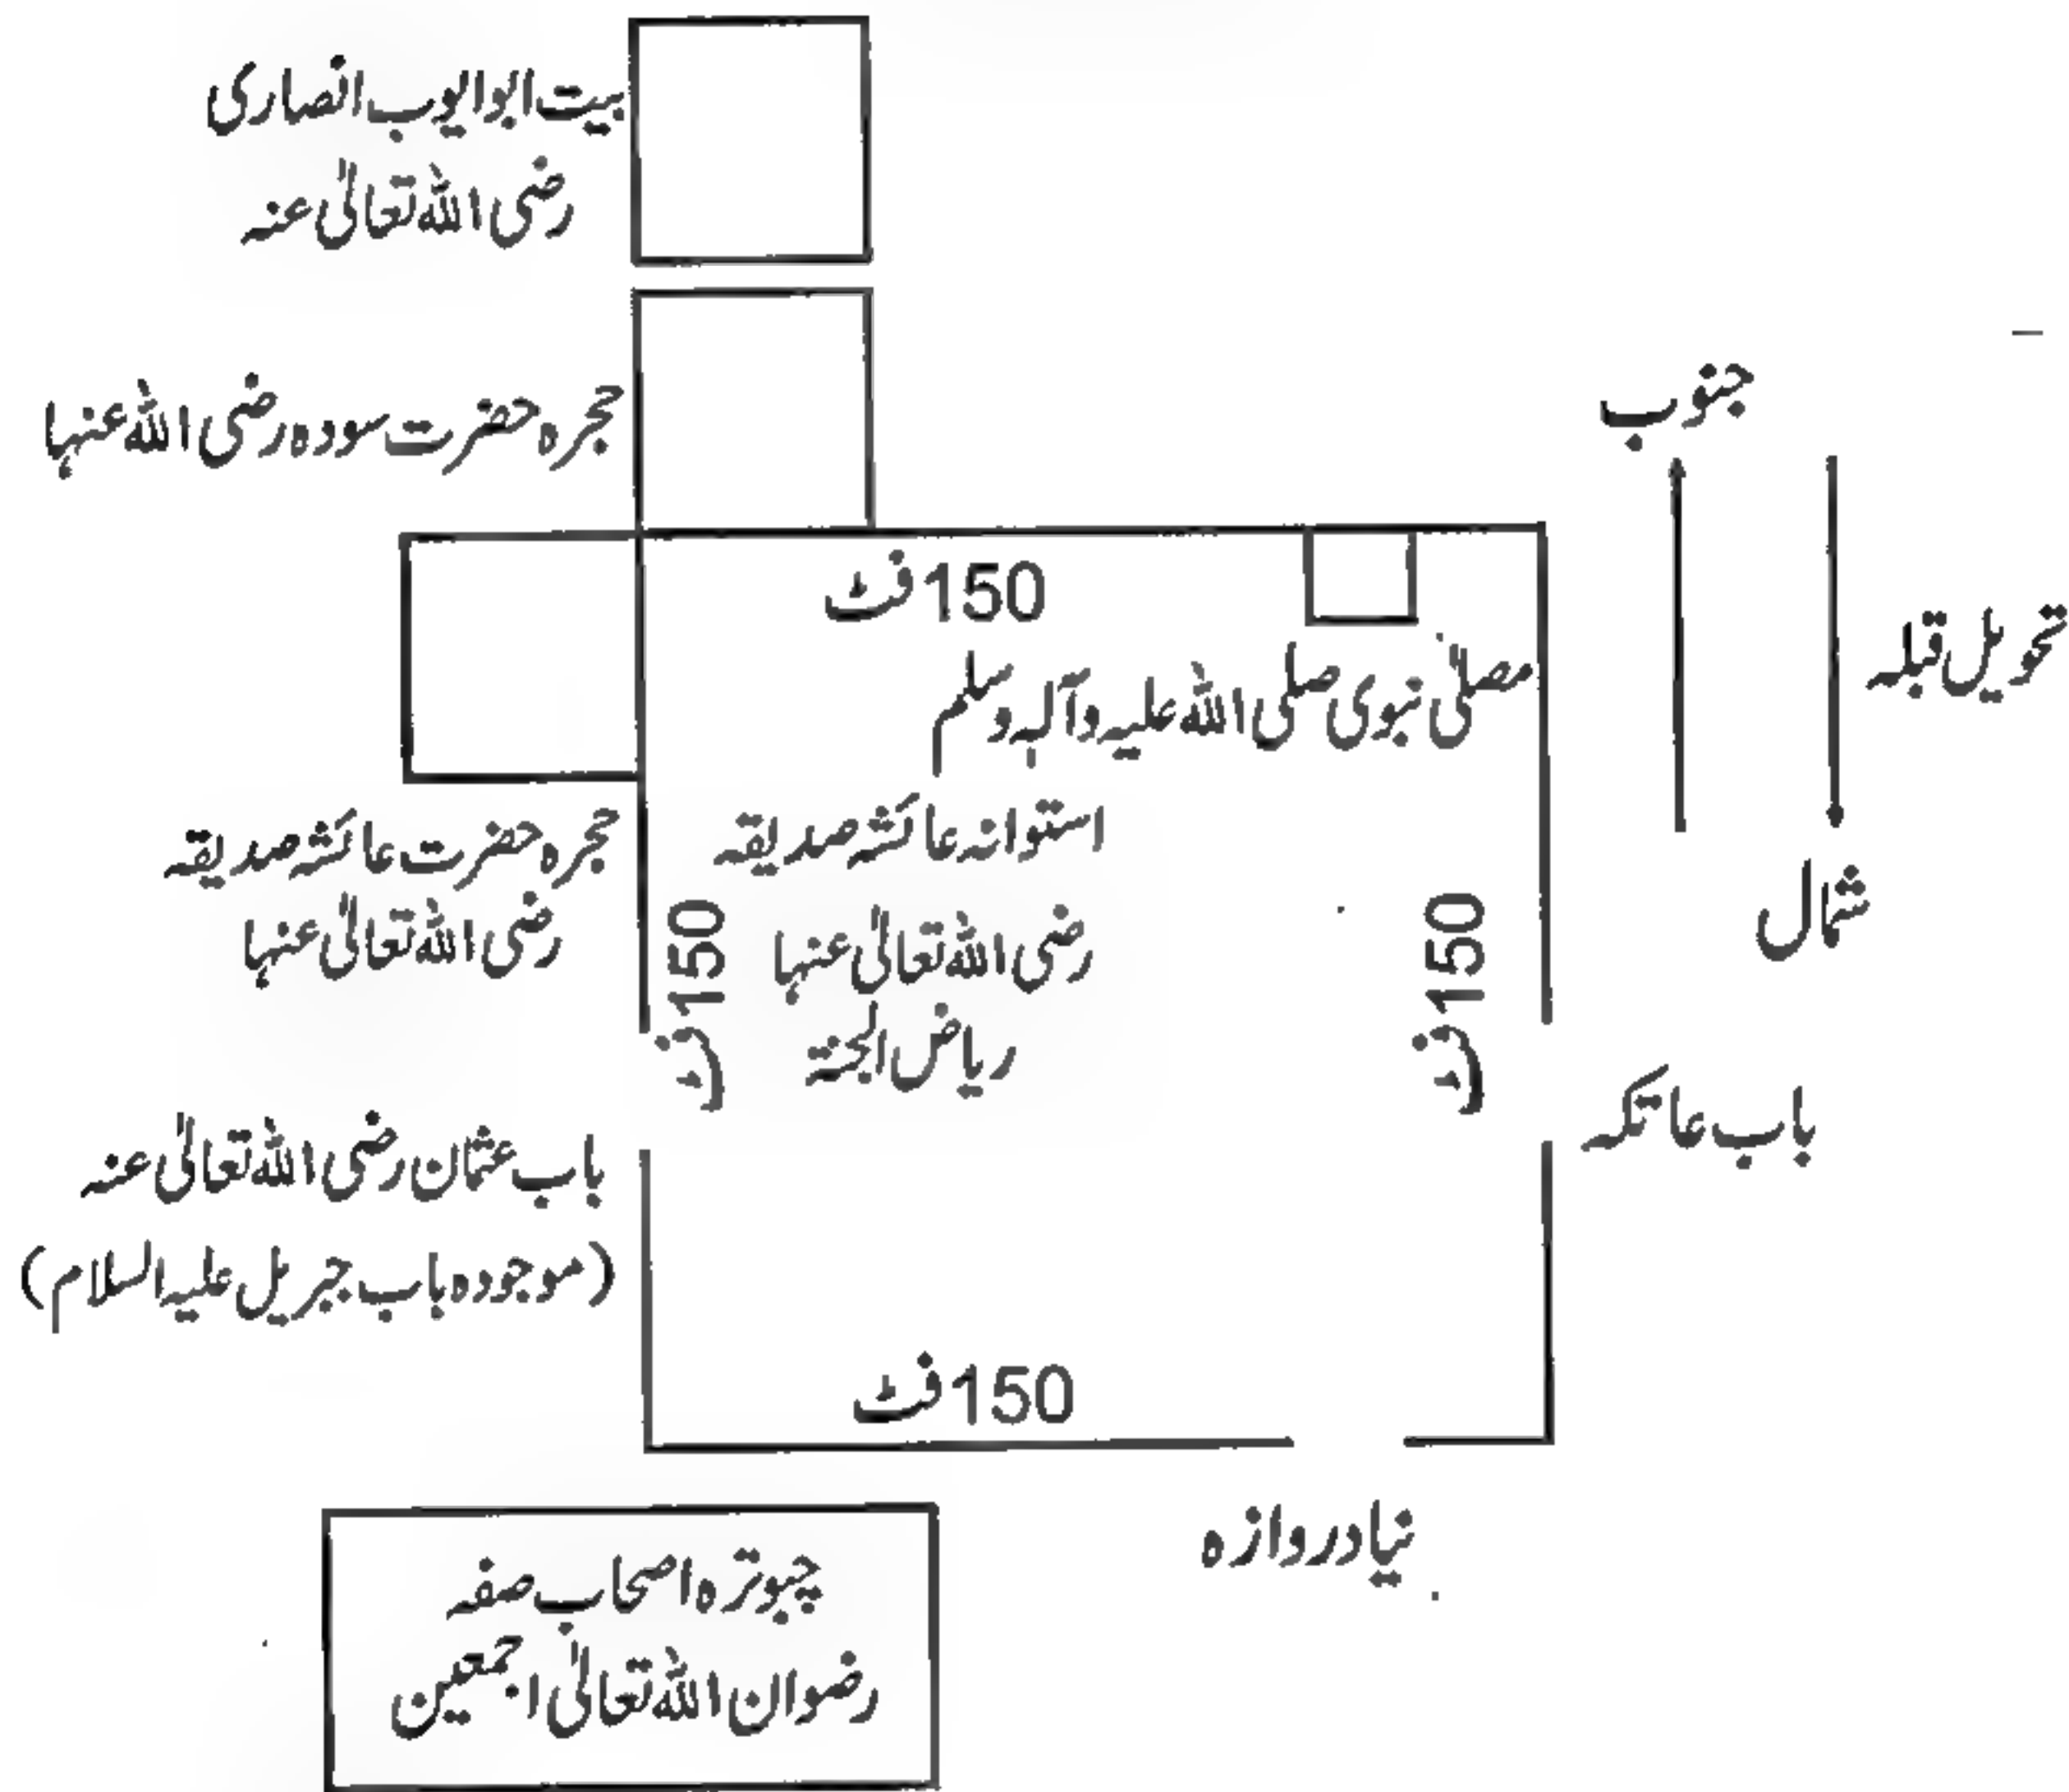 بیت ابو ایوب انصاری
رضی اللہ تعالیٰ عنہ
حجرہ حضرت سودہ رضی اللہ عنہا
جنوب
150 فٹ
تحویل قبلہ
مصلیٰ نبوی صلی اللہ علیہ وآلہ وسلم
استوانہ عائشہ صدیقہ
رضی اللہ تعالیٰ عنہا
ریاض الجنتہ
حجرہ حضرت عائشہ صدیقہ
رضی اللہ تعالیٰ عنہا
شمال
150 فٹ
150 فٹ
باب عاتکہ
باب عثمان رضی اللہ تعالیٰ عنہ
(موجودہ باب جبریل علیہ السلام)
150 فٹ
نیا دروازہ
چبوترہ اصحاب صفہ
رضوان اللہ تعالیٰ اجمعین